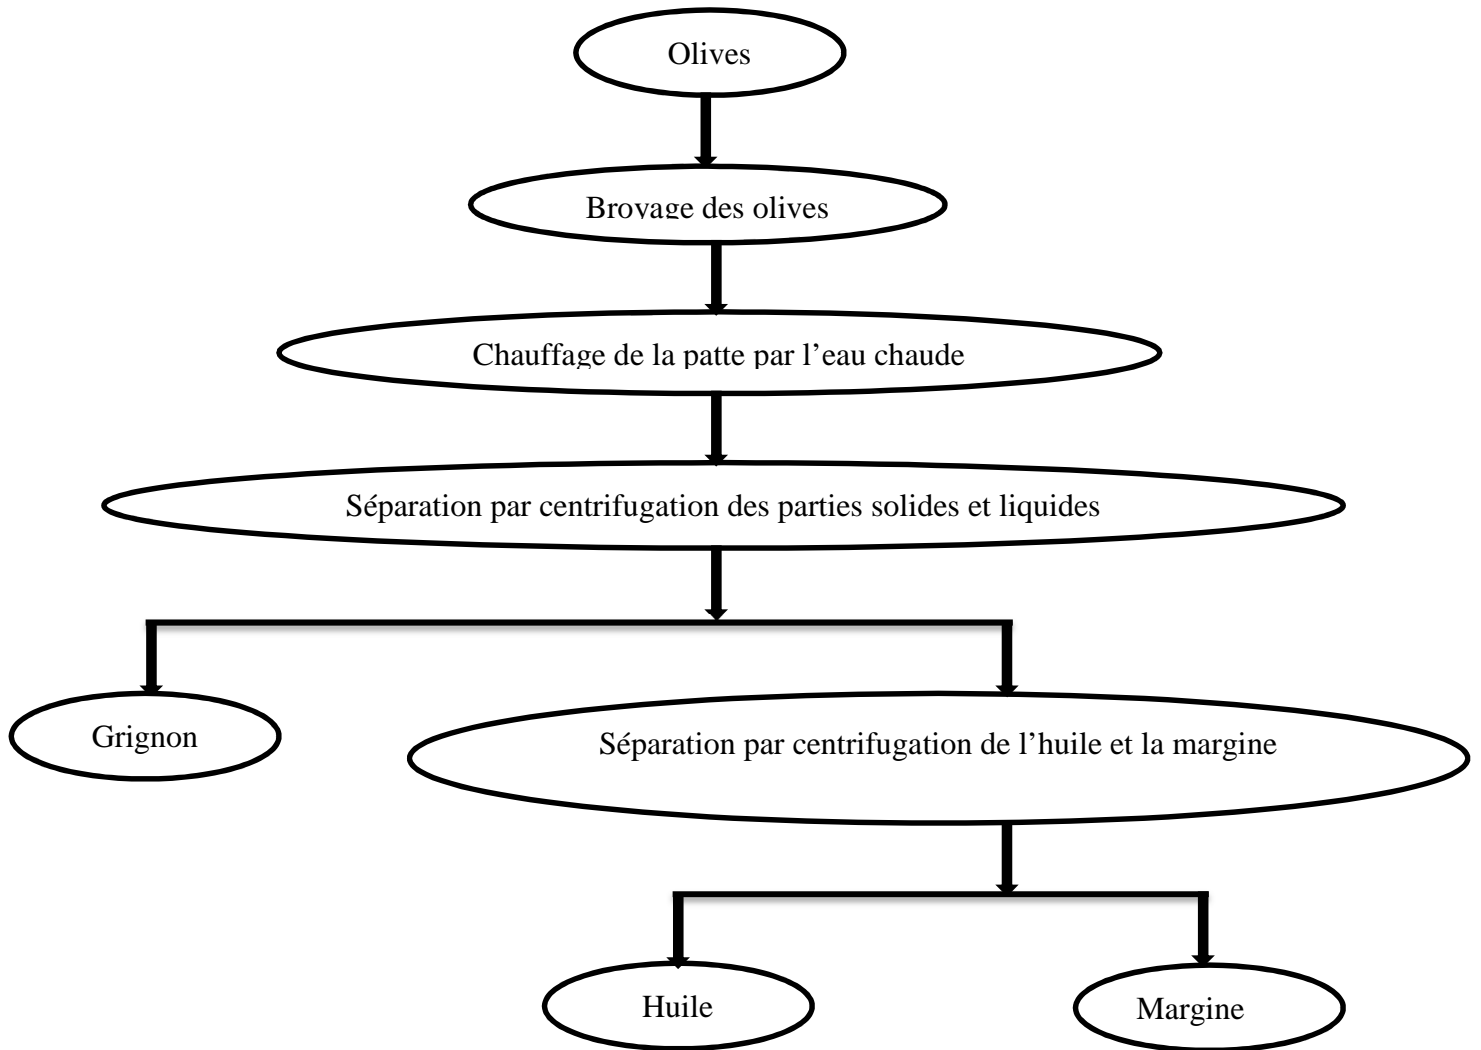 Olives
Broyage des olives
Chauffage de la patte par l’eau chaude
Séparation par centrifugation des parties solides et liquides
Grignon
Séparation par centrifugation de l’huile et la margine
Huile
Margine